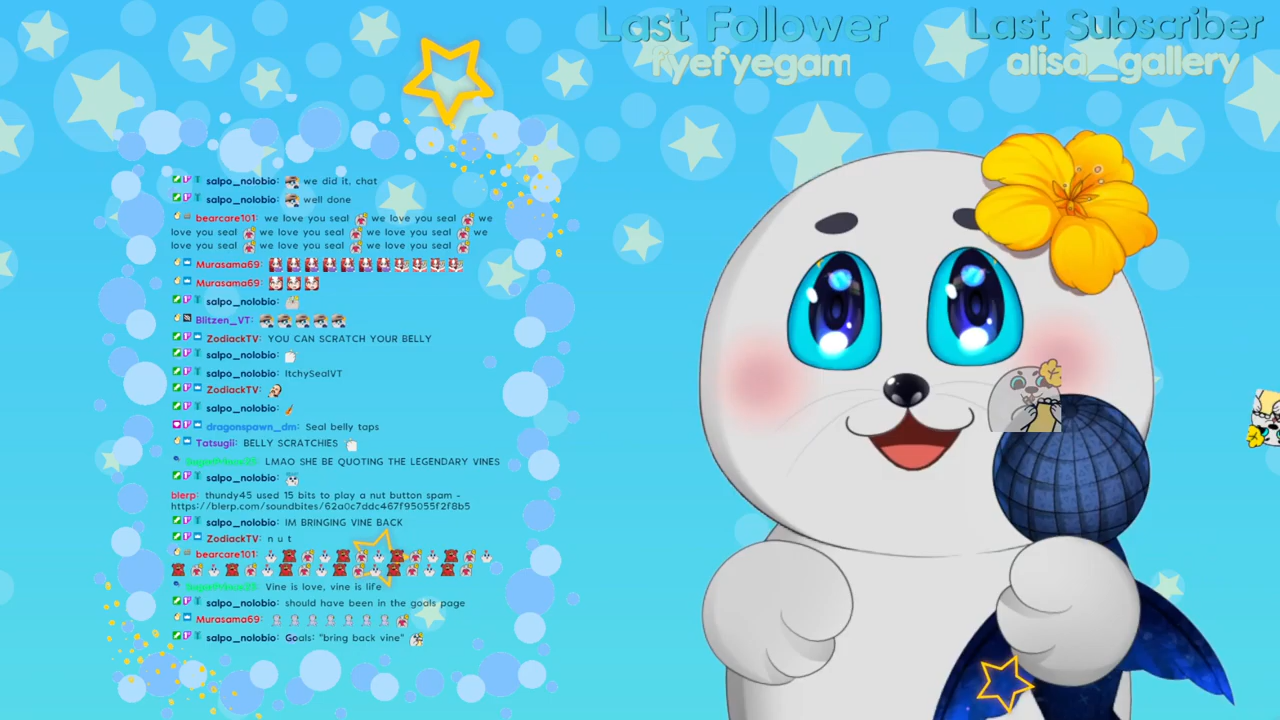 Last Follower
Last Subscriber
alisa_gallery
salpo_nolobio: we did it, chat
salpo_nolobio: well done
bearcare101: we love you seal we love you seal we
love you seal we love you seal we love you seal we
love you seal we love you seal we love you seal
Murasama69:
Murasama69:
salpo_nolobio:
Blitzen_VT:
ZodiackTV: YOU CAN SCRATCH YOUR BELLY
salpo_nolobio:
salpo_nolobio: ItchySealVT
ZodiackTV:
salpo_nolobio:
dragonspawn_dm: Seal belly taps
Tatsugii: BELLY SCRATCHIES
LMAO SHE BE QUOTING THE LEGENDARY VINES
salpo_nolobio:
blerp: thundy45 used 15 bits to play a nut button spam -
https://blerp.com/soundbites/62a0c7ddc467f95055f2f8b5
salpo_nolobio: IM BRINGING VINE BACK
ZodiackTV: n u t
bearcare101:
Vine is love, vine is life
salpo_nolobio: should have been in the goals page
Murasama69:
salpo_nolobio: Goals: "bring back vine"